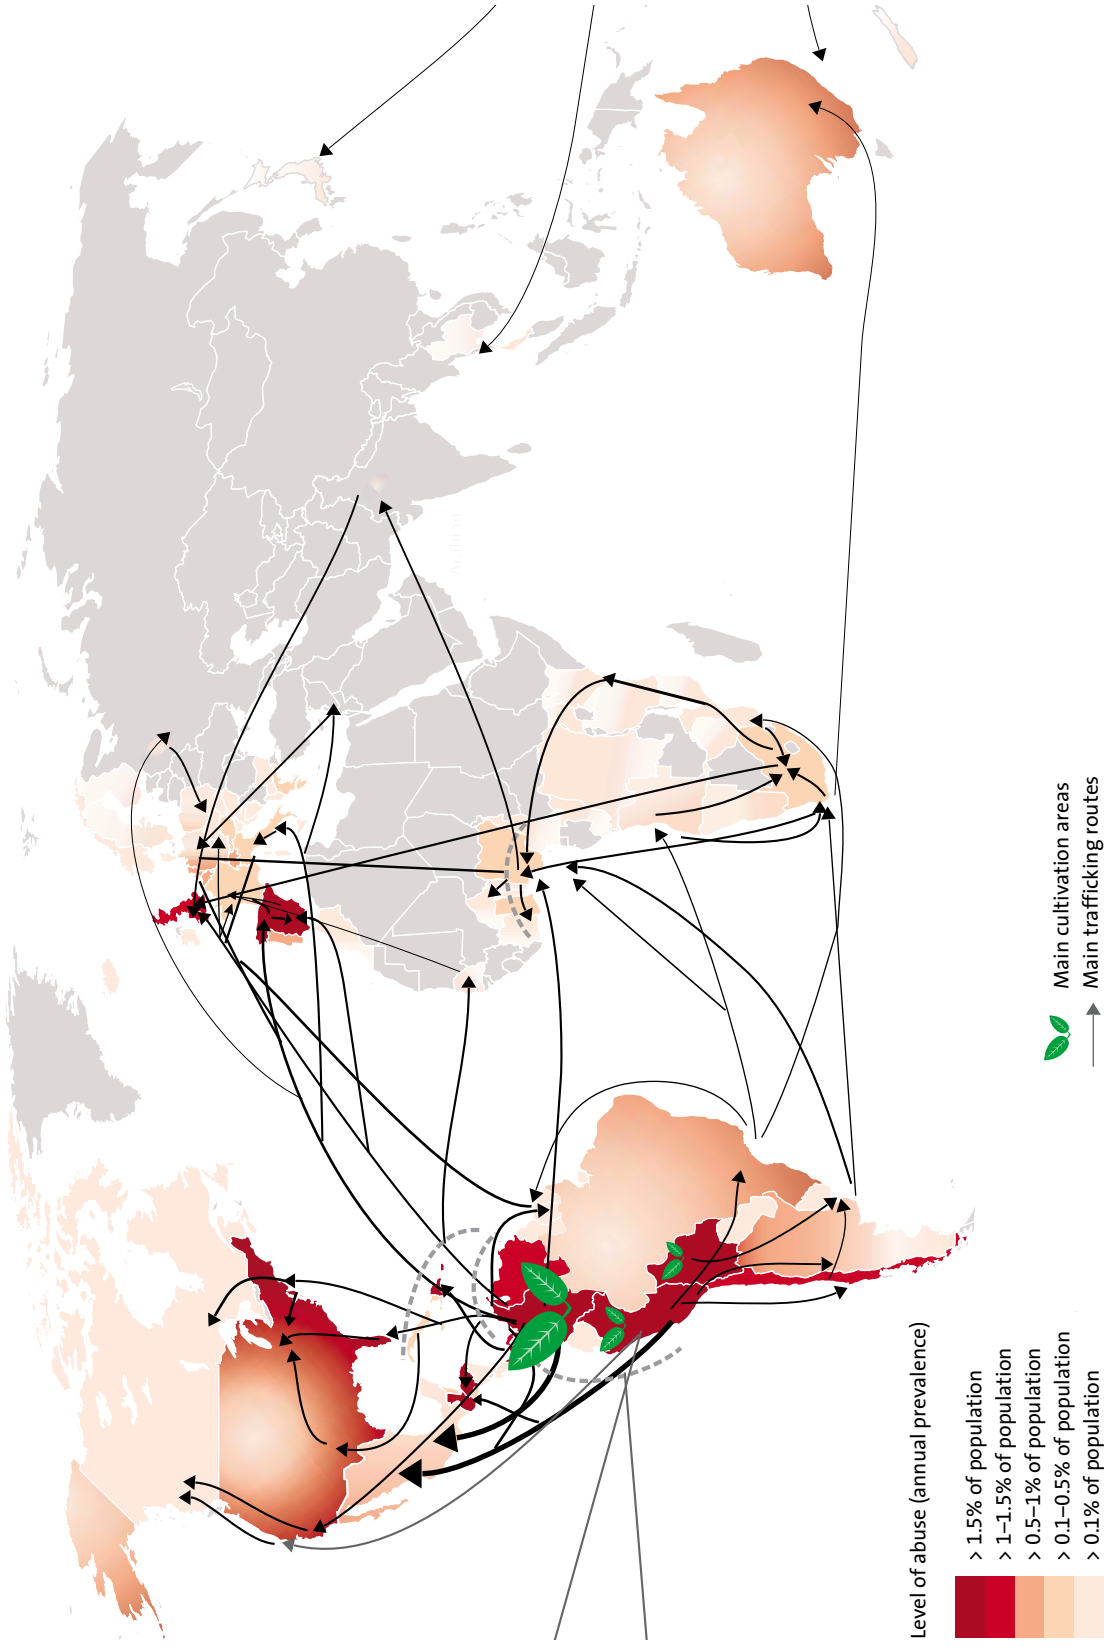 Level of abuse (annual prevalence)
> 1.5% of population
> 1–1.5% of population
> 0.5–1% of population
> 0.1–0.5% of population
> 0.1% of population
Main cultivation areas
Main trafficking routes